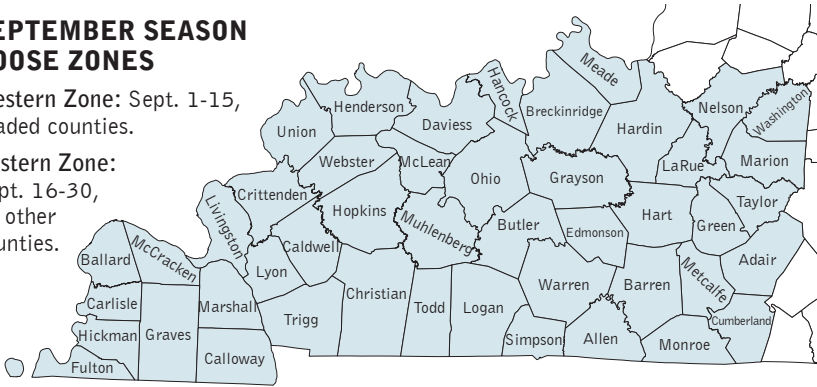 EPTEMBER SEASON
OOSE ZONES
estern Zone: Sept. 1-15,
aded counties.
stern Zone:
pt. 16-30,
other
unties.
Meade
Hancock
Breckinridge
Henderson
Daviess
Union
Nelson
Washington
Hardin
Webster
McLean
Ohio
Grayson
LaRue
Marion
Crittenden
Livingston
Hopkins
Muhlenberg
Butler
Edmonson
Hart
Green
Taylor
Caldwell
Ballard
McCracken
Lyon
Warren
Barren
Metcalfe
Adair
Carlisle
Marshall
Christian
Todd
Logan
Trigg
Cumberland
Hickman
Graves
Simpson
Allen
Monroe
Calloway
Fulton